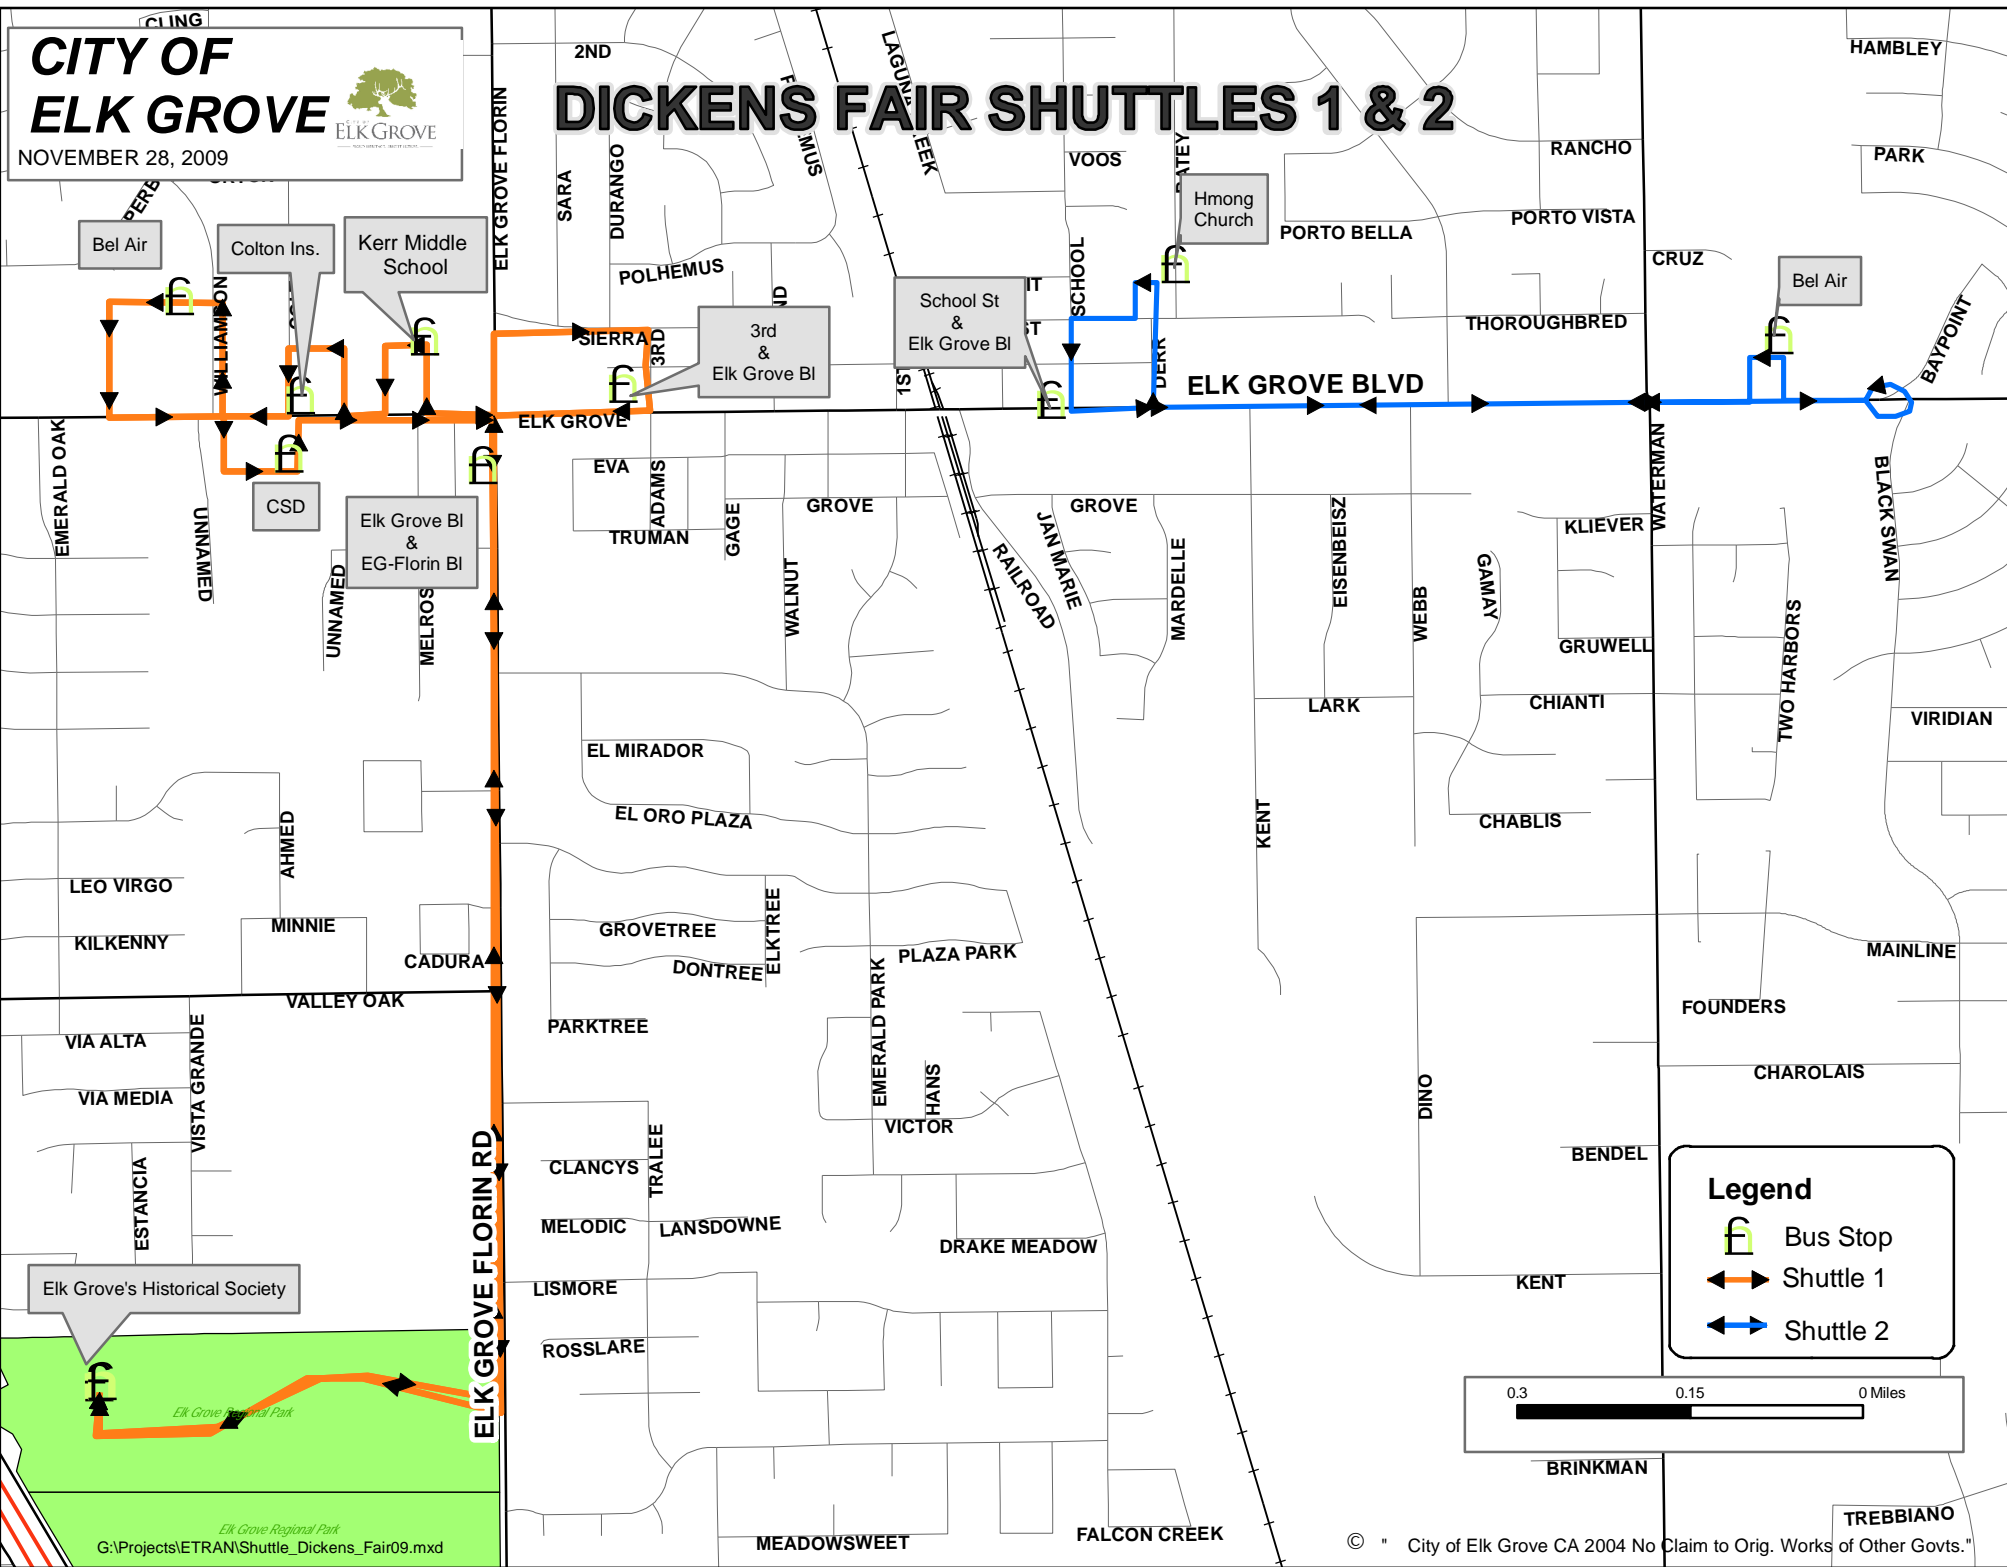 CLING
CITY OF
ELK GROVE
CITY OF
ELK GROVE
NOVEMBER 28, 2009
DICKENS FAIR SHUTTLES 1 & 2
2ND
HAMBLEY
ELK GROVE FLORIN
SARA
DURANGO
VOOS
RANCHO
PARK
Bel Air
Colton Ins.
Kerr Middle
School
POLHEMUS
Hmong
Church
PORTO BELLA
PORTO VISTA
CRUZ
Bel Air
WILLIAMSON
SCHOOL
School St
&
Elk Grove Bl
SIERRA
3RD
3rd
&
Elk Grove Bl
THOROUGHBRED
BAYPOINT
DERR
ELK GROVE BLVD
ELK GROVE
EMERALD OAK
UNNAMED
CSD
Elk Grove Bl
&
EG-Florin Bl
EVA
ADAMS
TRUMAN
GAGE
GROVE
WALNUT
RAILROAD
JAN MARIE
GROVE
MARDELLE
EISENBEISZ
WEBB
GAMAY
KLIEVER
WATERMAN
BLACK SWAN
UNNAMED
GRUWELL
TWO HARBORS
LARK
CHIANTI
VIRIDIAN
EL MIRADOR
EL ORO PLAZA
KENT
CHABLIS
AHMED
LEO VIRGO
MINNIE
KILKENNY
CADURA
GROVETREE
ELKTREE
DONTREE
PLAZA PARK
MAINLINE
VALLEY OAK
PARKTREE
EMERALD PARK
FOUNDERS
VIA ALTA
VISTA GRANDE
VIA MEDIA
HANS
VICTOR
DINO
CHAROLAIS
ESTANCIA
ELK GROVE FLORIN RD
CLANCYS
TRALEE
BENDEL
MELODIC
LANSDOWNE
DRAKE MEADOW
Legend
Bus Stop
Shuttle 1
Shuttle 2
Elk Grove's Historical Society
LISMORE
KENT
ROSSLARE
Elk Grove Regional Park
0.3 0.15 0 Miles
BRINKMAN
TREBBIANO
Elk Grove Regional Park
G:\Projects\ETRAN\Shuttle_Dickens_Fair09.mxd
MEADOWSWEET
FALCON CREEK
© " City of Elk Grove CA 2004 No Claim to Orig. Works of Other Govts."